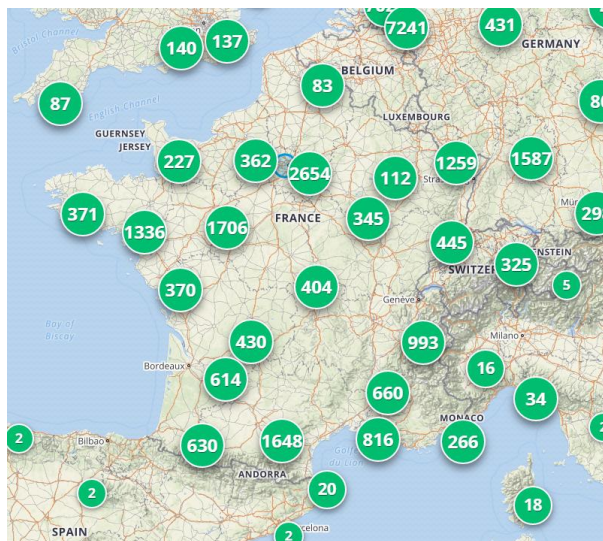 7241
431
GERMANY
140
137
Bristol Channel
BELGIUM
83
87
English Channel
LUXEMBOURG
GUERNSEY
JERSEY
227
362
2654
112
1259
1587
371
1336
1706
FRANCE
345
445
325
SWITZER
5
370
404
Genève
Bay of
Biscay
430
993
Milano
Bordeaux
614
660
16
34
MONACO
2
Bilbao
630
1648
816
266
ANDORRA
2
20
18
SPAIN
2